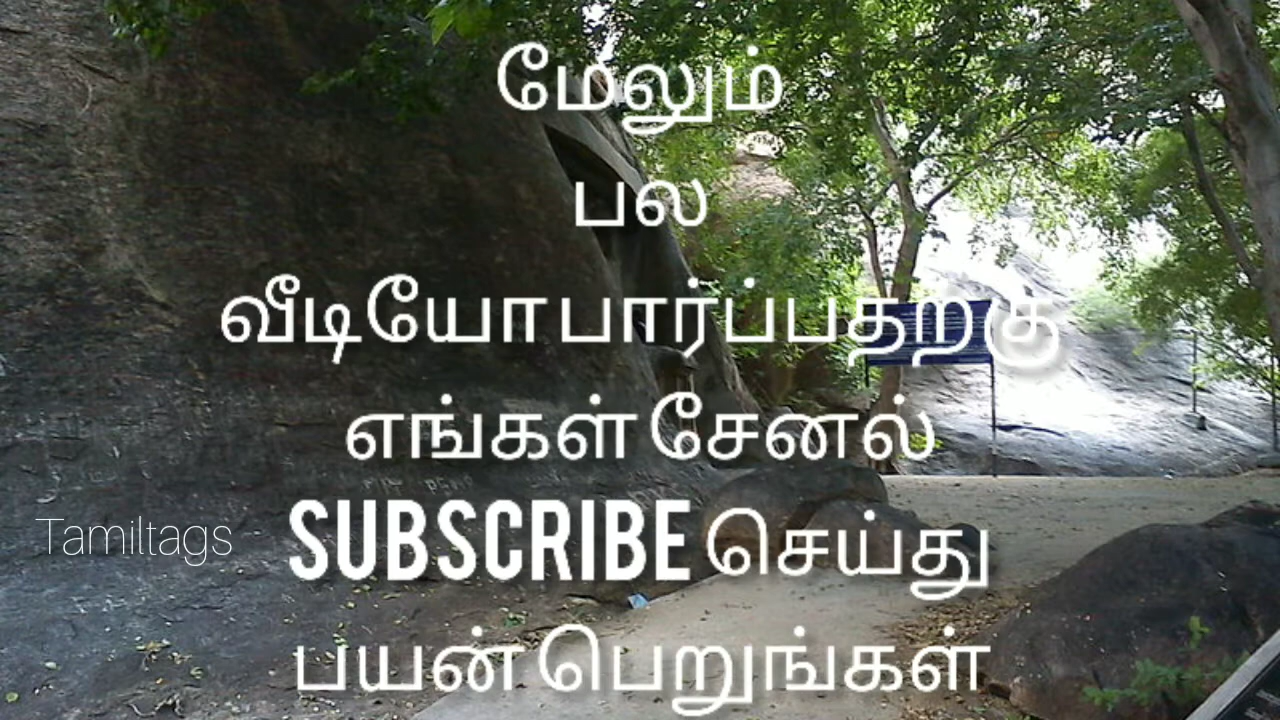 மேலும்
பல
வீடியோ பார்ப்பதற்கு
எங்கள் சேனல்
Tamiltags
SUBSCRIBE செய்து
பயன் பெறுங்கள்